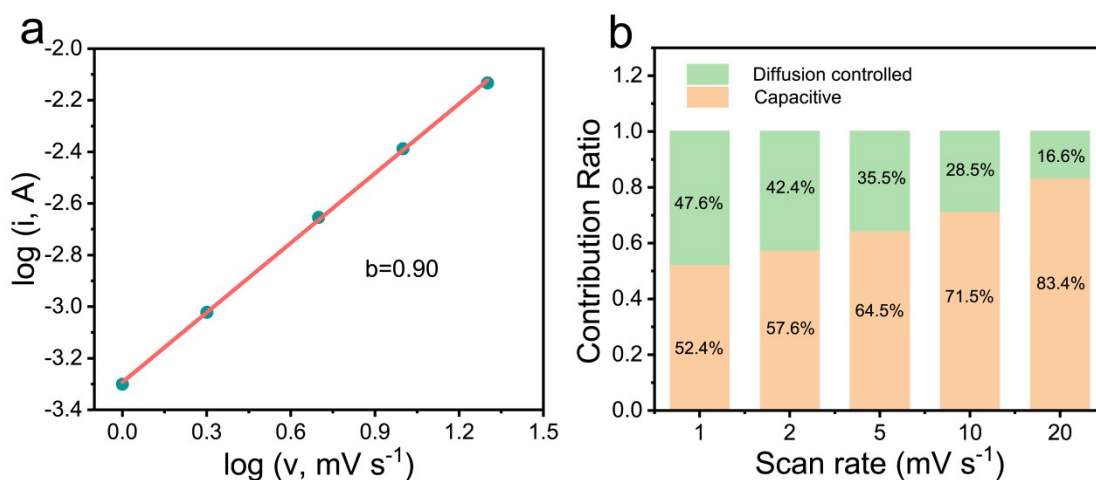 a
-2.0
-2.2
-2.4
-2.6
-2.8
-3.0
-3.2
-3.4
log (i, A)
b=0.90
0.0 0.3 0.6 0.9 1.2 1.5
log (v, mV s⁻¹)
b
Diffusion controlled
Capacitive
1.2
1.0
0.8
0.6
0.4
0.2
0.0
Contribution Ratio
47.6% 42.4% 35.5% 28.5% 16.6%
52.4% 57.6% 64.5% 71.5% 83.4%
1 2 5 10 20
Scan rate (mV s⁻¹)